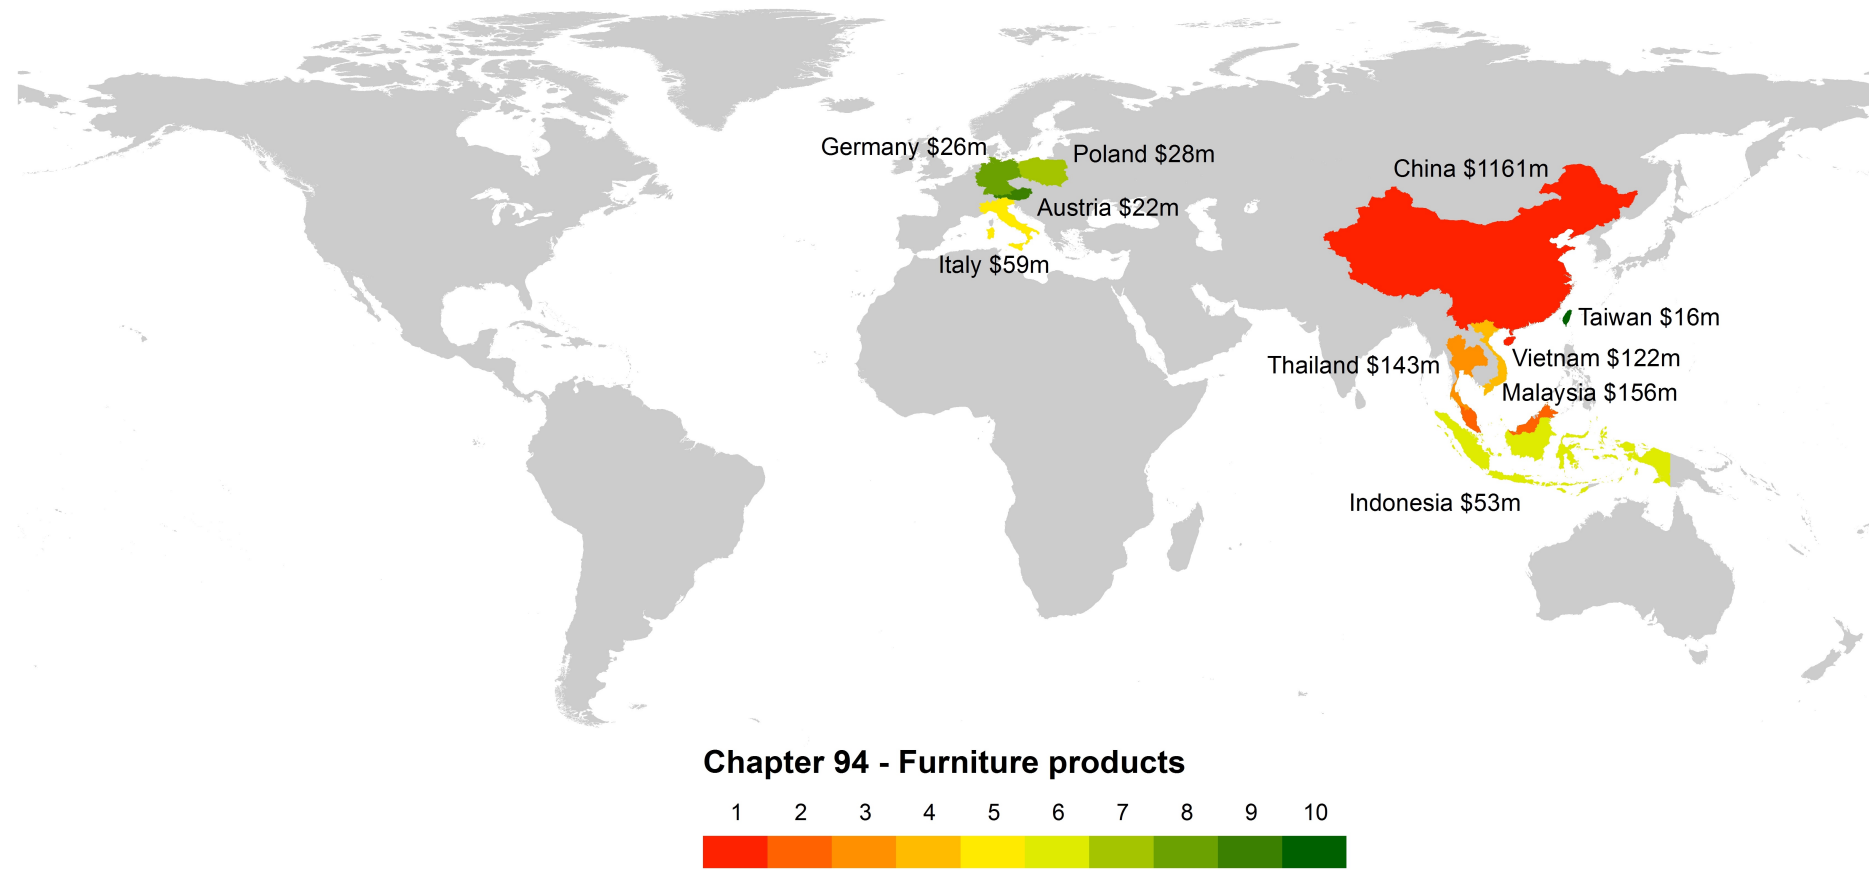 Germany $26m
Poland $28m
China $1161m
Austria $22m
Italy $59m
Taiwan $16m
Vietnam $122m
Thailand $143m
Malaysia $156m
Indonesia $53m
Chapter 94 - Furniture products
1 2 3 4 5 6 7 8 9 10